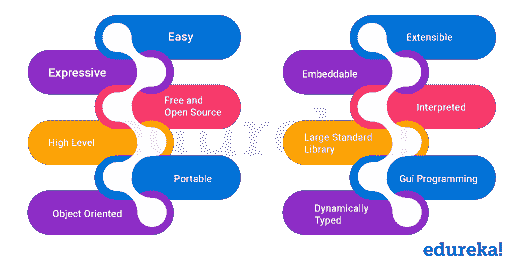 Easy
Expressive
Free and
Open Source
High Level
Portable
Object Oriented
Extensible
Embeddable
Interpreted
Large Standard
Library
Gui Programming
Dynamically
Typed
edureka!